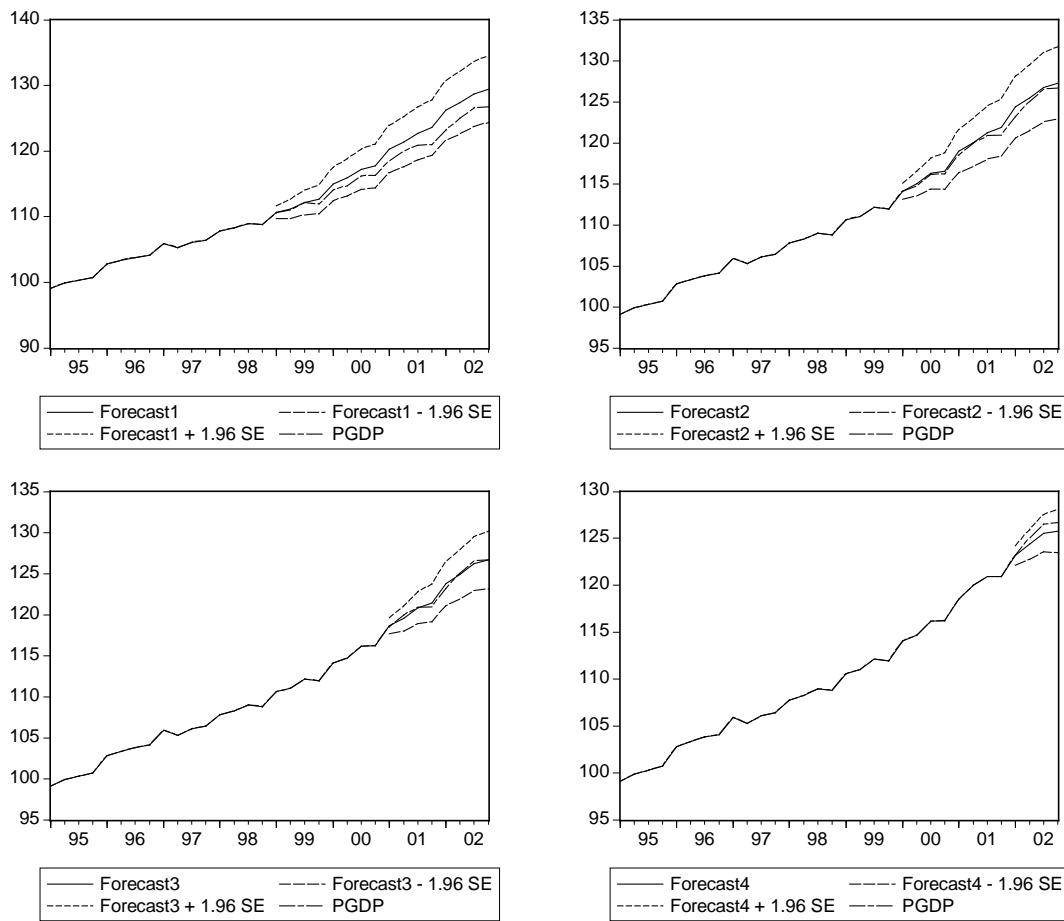 140
130
120
110
100
90
95 96 97 98 99 00 01 02
Forecast1 Forecast1 - 1.96 SE
Forecast1 + 1.96 SE PGDP
135
130
125
120
115
110
105
100
95
95 96 97 98 99 00 01 02
Forecast2 Forecast2 - 1.96 SE
Forecast2 + 1.96 SE PGDP
135
130
125
120
115
110
105
100
95
95 96 97 98 99 00 01 02
Forecast3 Forecast3 - 1.96 SE
Forecast3 + 1.96 SE PGDP
130
125
120
115
110
105
100
95
95 96 97 98 99 00 01 02
Forecast4 Forecast4 - 1.96 SE
Forecast4 + 1.96 SE PGDP